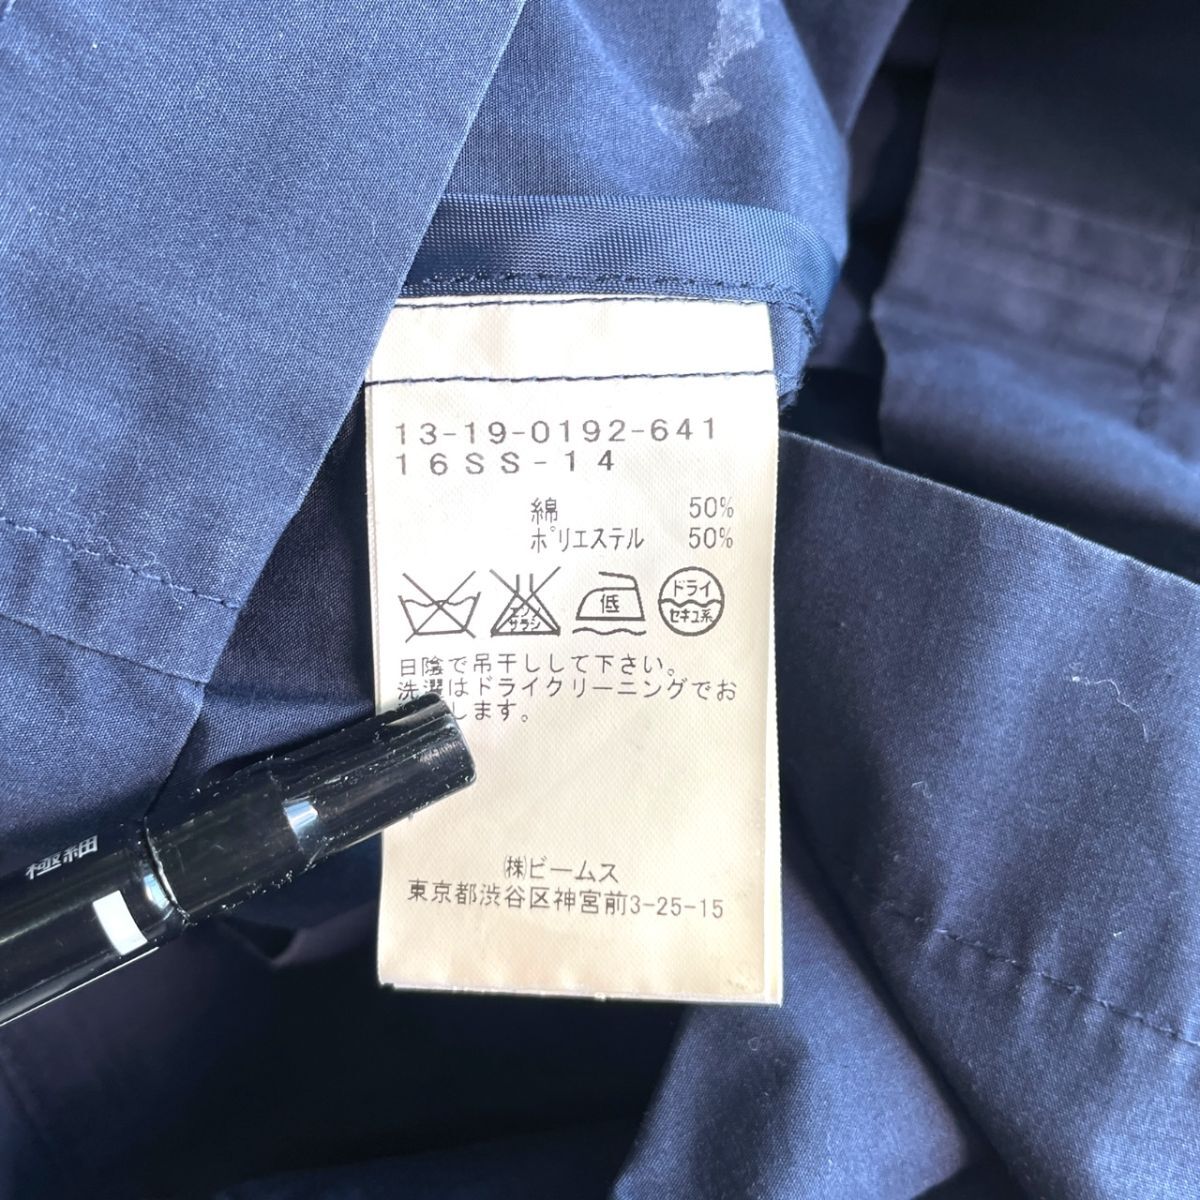 13-19-0192-641
16SS-14
綿 50%
ポリエステル 50%
エンソ サラシ
低
ドライ
セキユ系
日陰で吊干しして下さい。
洗濯はドライクリーニングでお
します。
㈱ビームス
東京都渋谷区神宮前3-25-15
極細